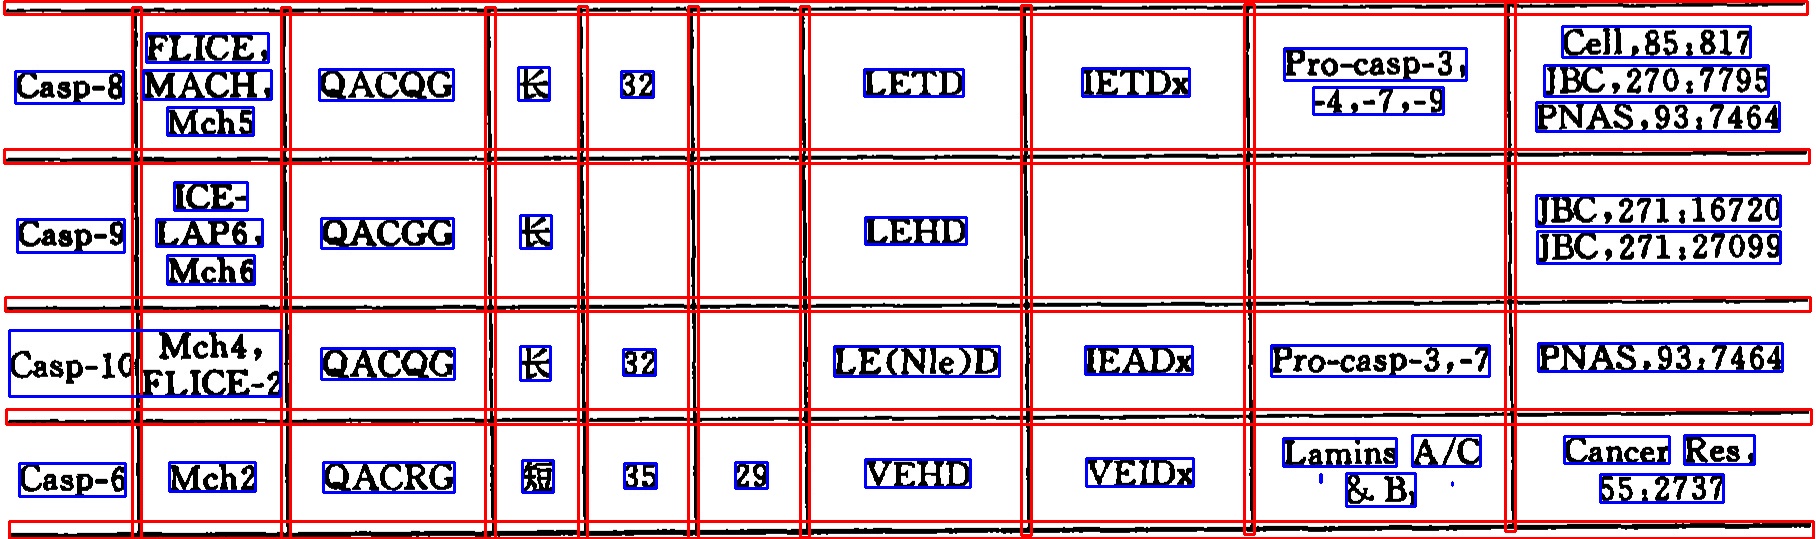 Casp-8 FLICE, MACH, Mch5 QACQG 长 32 LETD IETDx Pro-casp-3, -4,-7,-9 Cell,85:817 JBC,270:7795 PNAS,93:7464
Casp-9 ICE-LAP6, Mch6 QACGG 长 LEHD JBC,271:16720 JBC,271:27099
Casp-10 Mch4, FLICE-2 QACQG 长 32 LE(Nle)D IEADx Pro-casp-3,-7 PNAS,93:7464
Casp-6 Mch2 QACRG 短 35 29 VEHD VEIDx Lamins A/C & B, Cancer Res, 55:2737